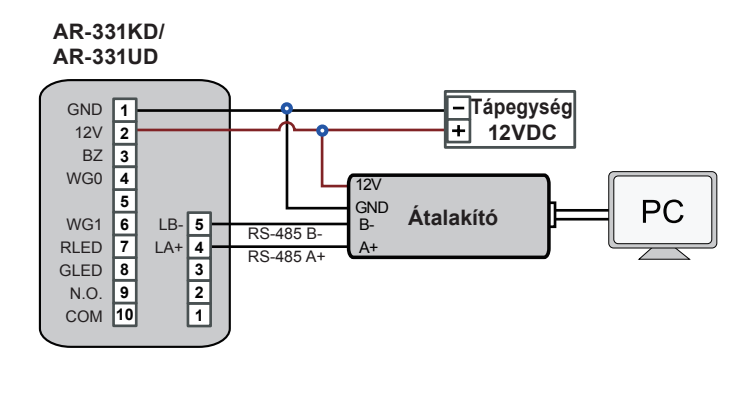 AR-331KD/
AR-331UD
GND 1
12V 2
BZ 3
WG0 4
5
WG1 6
RLED 7
GLED 8
N.O. 9
COM 10
LB- 5
LA+ 4
3
2
1
RS-485 B-
RS-485 A+
− Tápegység
+ 12VDC
12V
GND
B-
A+
Átalakító
PC